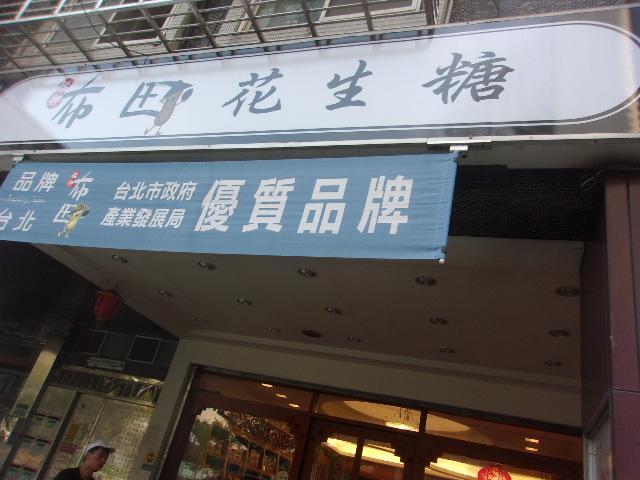 布田 花生糖
品牌 布田
台北
台北市政府
產業發展局
優質品牌